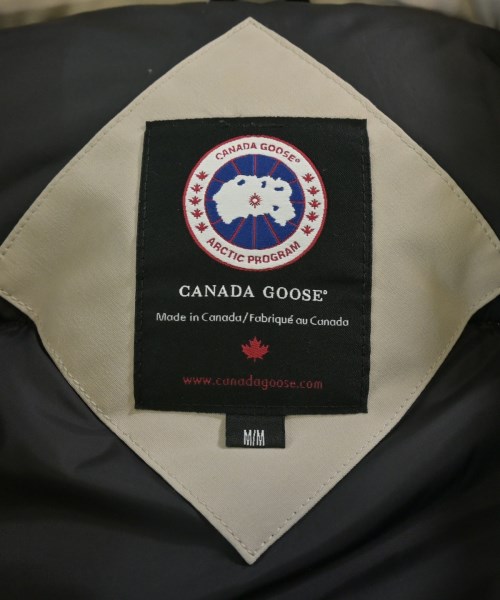 CANADA GOOSE®
ARCTIC PROGRAM
CANADA GOOSE®
Made in Canada/Fabriqué au Canada
www.canadagoose.com
M/M